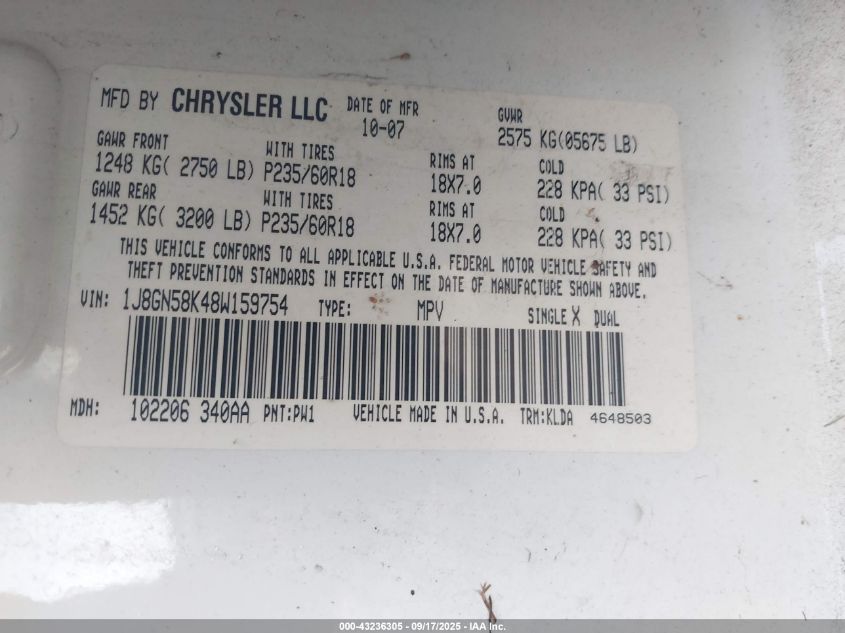 MFD BY CHRYSLER LLC DATE OF MFR GVWR
10-07 2575 KG(05675 LB)
GAWR FRONT WITH TIRES RIMS AT COLD
1248 KG( 2750 LB) P235/60R18 18X7.0 228 KPA( 33 PSI)
GAWR REAR WITH TIRES RIMS AT COLD
1452 KG( 3200 LB) P235/60R18 18X7.0 228 KPA( 33 PSI)
THIS VEHICLE CONFORMS TO ALL APPLICABLE U.S.A. FEDERAL MOTOR VEHICLE SAFETY AND
THEFT PREVENTION STANDARDS IN EFFECT ON THE DATE OF MANUFACTURE SHOWN ABOVE.
VIN: 1J8GN58K48W159754 TYPE: MPV SINGLE X DUAL
MDH: 102206 340AA PNT:PW1 VEHICLE MADE IN U.S.A. TRM:KLDA 4648503
000-43236305 - 09/17/2025 - IAA Inc.